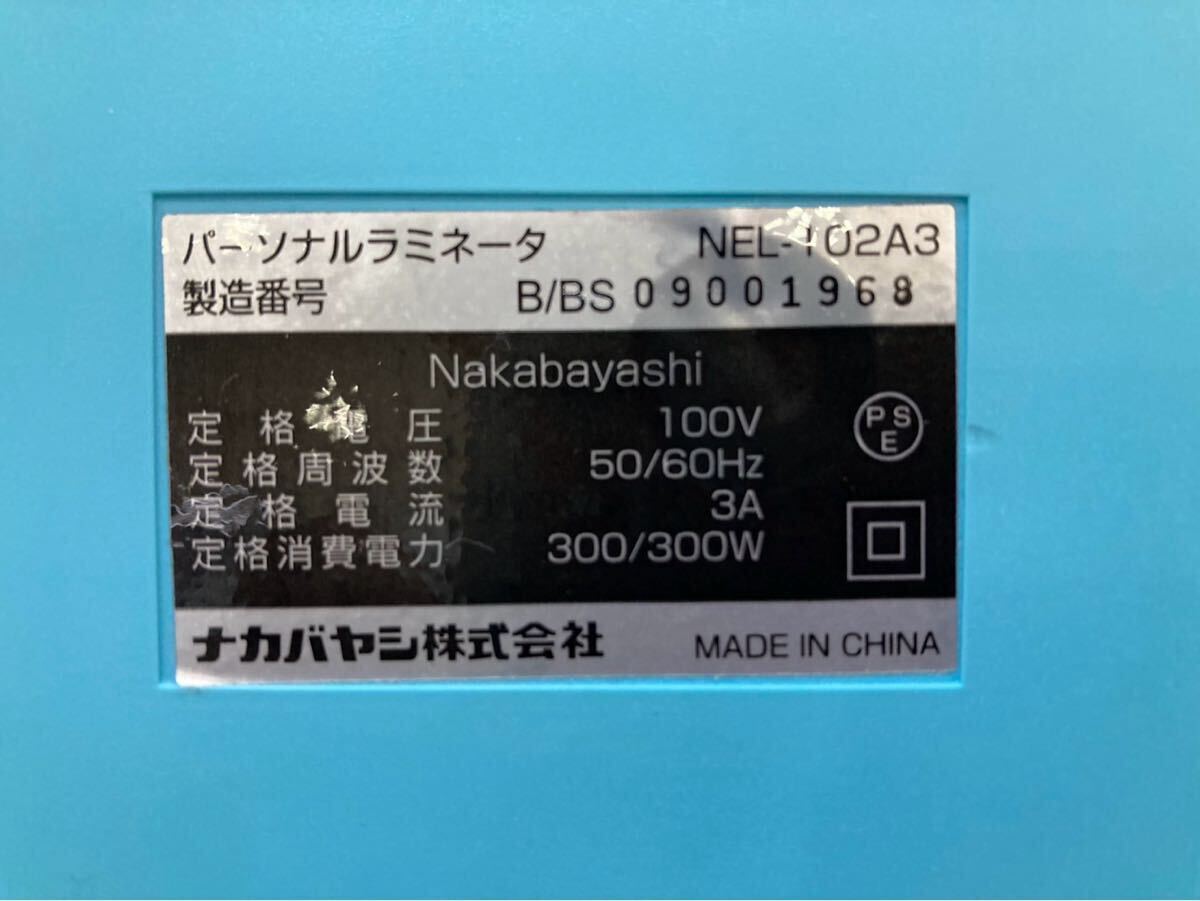 パーソナルラミネータ NEL-102A3
製造番号 B/BS 09001968
Nakabayashi
定格電圧 100V
定格周波数 50/60Hz
定格電流 3A
定格消費電力 300/300W
PSE
ナカバヤシ株式会社 MADE IN CHINA